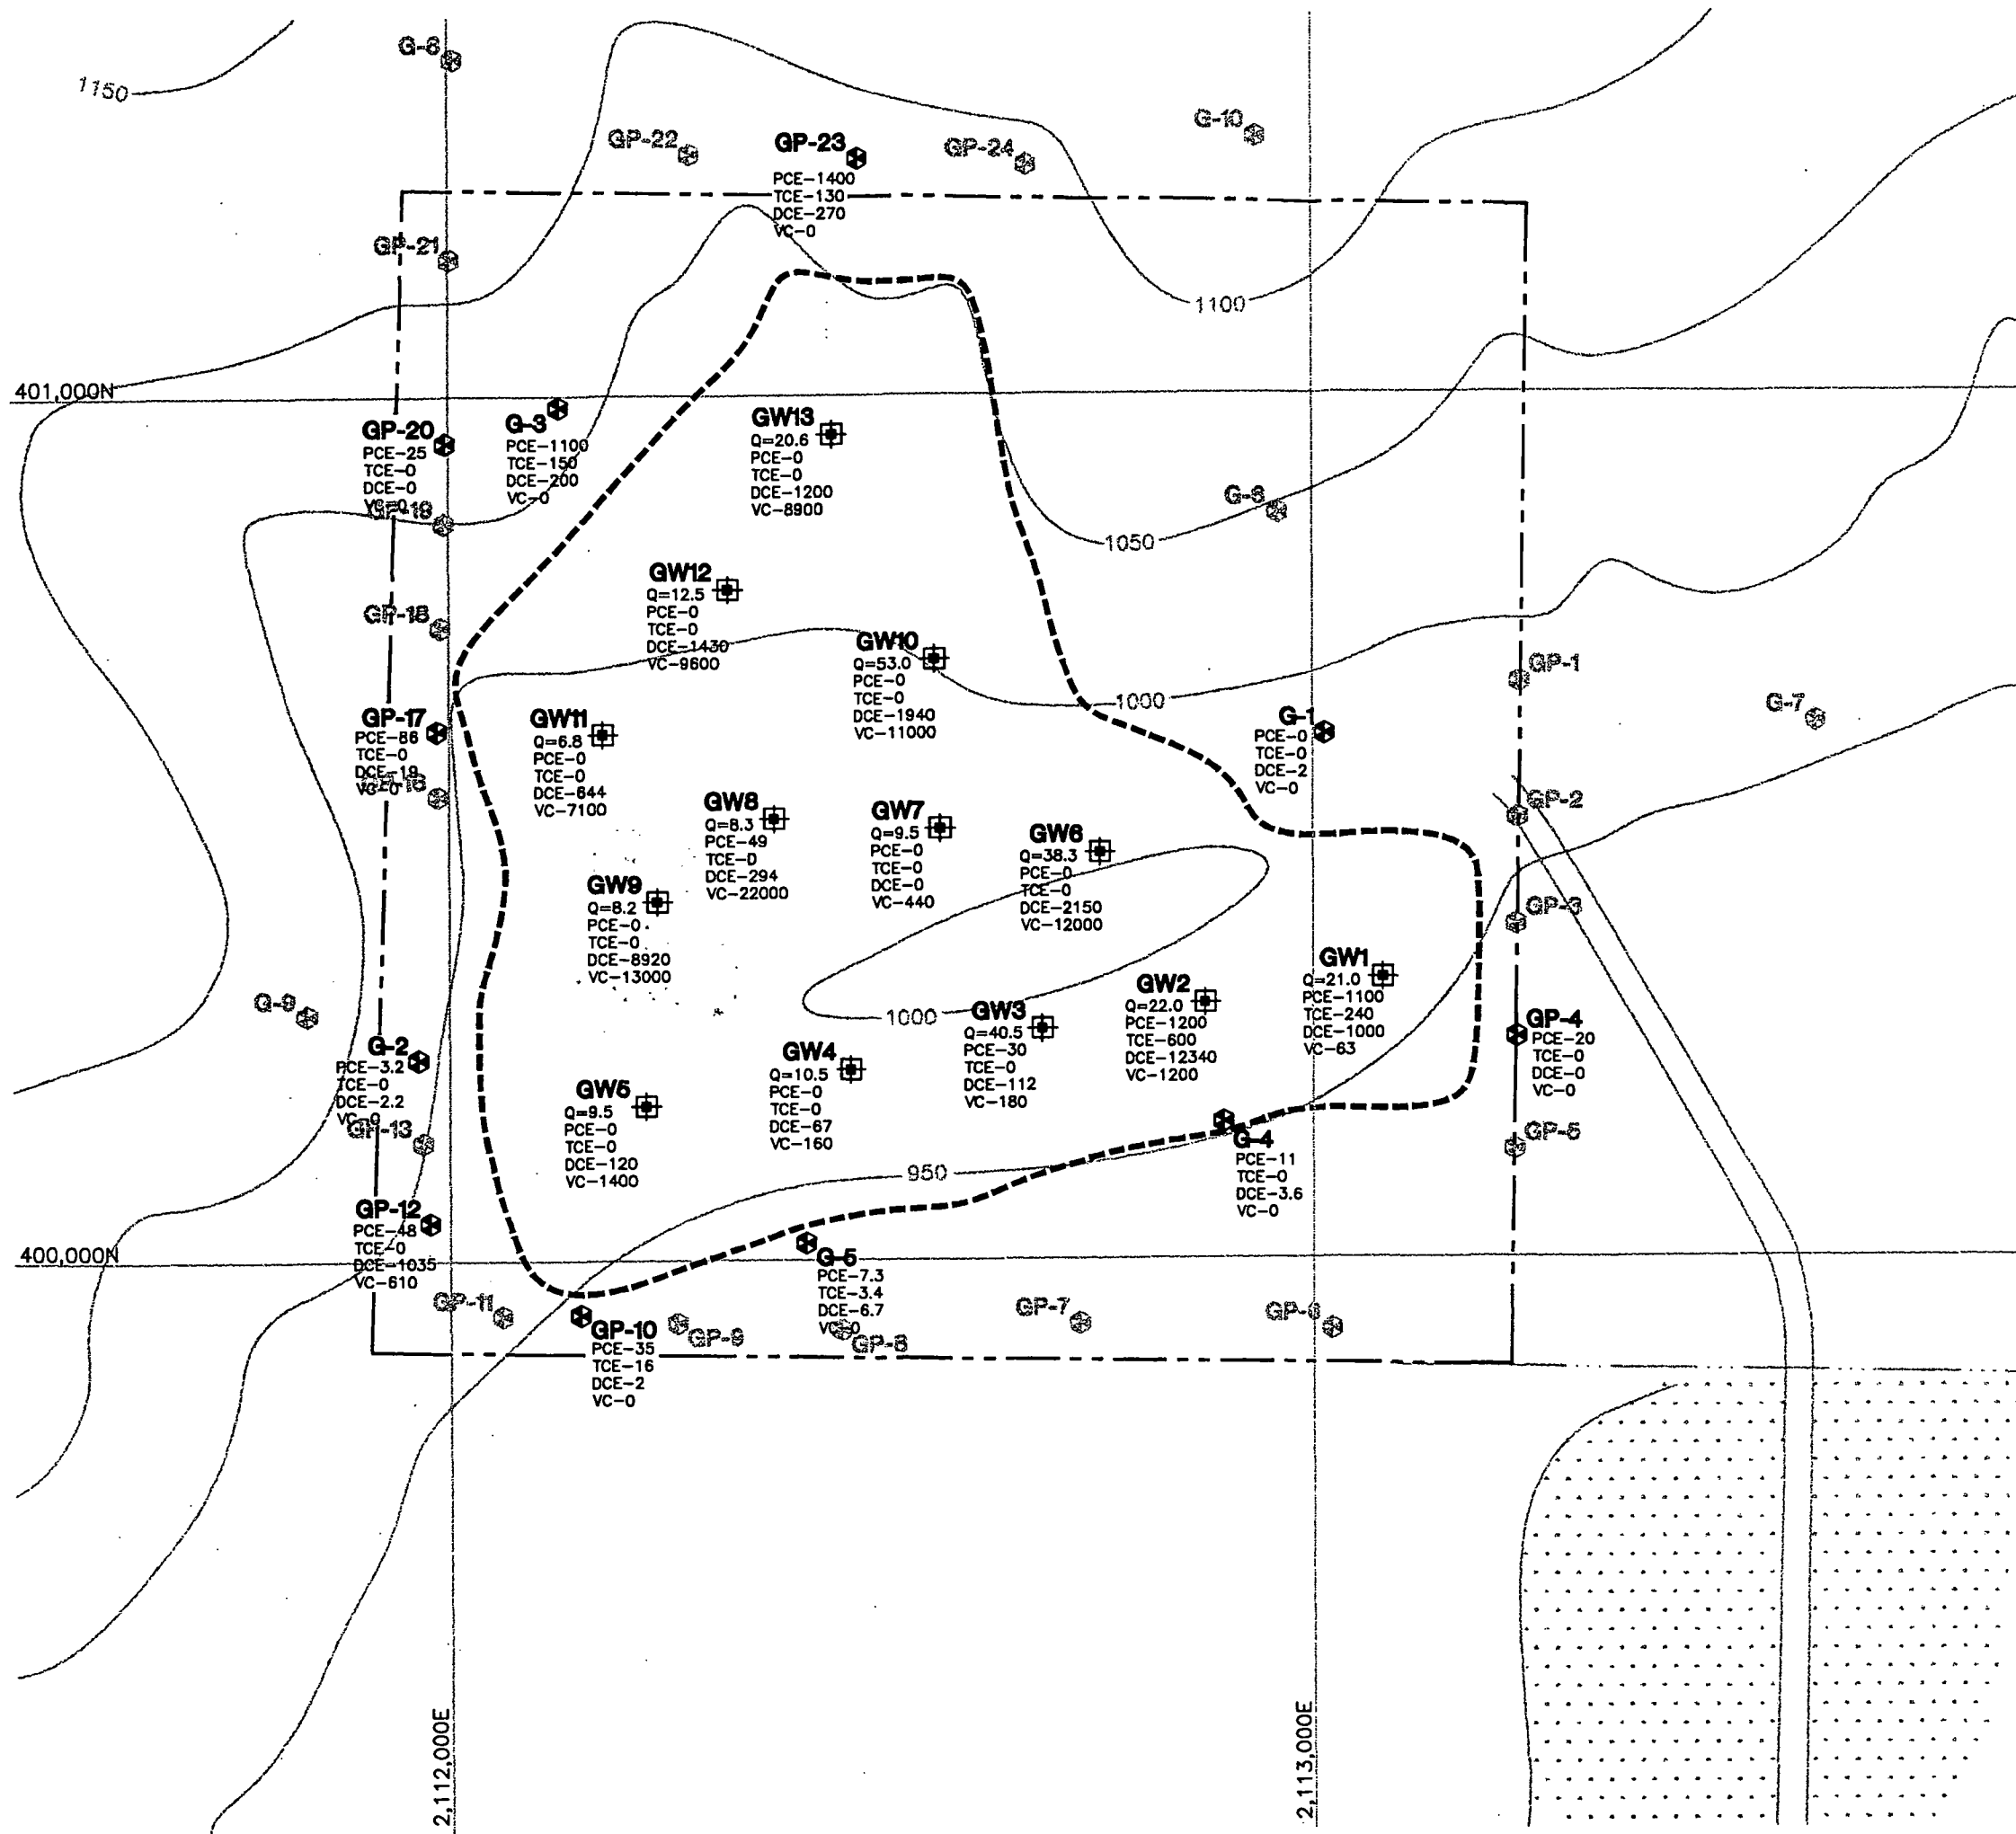 G-8
1150
G-10
GP-22
GP-23
GP-24
PCE-1400
TCE-130
DCE-270
VC-0
GP-21
1100
401,000N
GP-20
PCE-25
TCE-0
DCE-0
VC-0
GP-19
G-3
PCE-1100
TCE-150
DCE-200
VC-0
GW13
Q=20.6
PCE-0
TCE-0
DCE-1200
VC-8900
1050
GW12
Q=12.5
PCE-0
TCE-0
DCE-1430
VC-9600
GP-18
GW10
Q=53.0
PCE-0
TCE-0
DCE-1940
VC-11000
1000
GP-1
G-7
GP-17
PCE-86
TCE-0
DCE-19
VC-0
GW11
Q=6.8
PCE-0
TCE-0
DCE-644
VC-7100
G-1
PCE-0
TCE-0
DCE-2
VC-0
GP-2
GW8
Q=8.3
PCE-49
TCE-D
DCE-294
VC-22000
GW7
Q=9.5
PCE-0
TCE-0
DCE-0
VC-440
GW6
Q=38.3
PCE-0
TCE-0
DCE-2150
VC-12000
GW9
Q=8.2
PCE-0
TCE-0
DCE-8920
VC-13000
GP-3
GW1
Q=21.0
PCE-1100
TCE-240
DCE-1000
VC-63
G-9
1000
GW2
Q=22.0
PCE-1200
TCE-600
DCE-12340
VC-1200
GW3
Q=40.5
PCE-30
TCE-0
DCE-112
VC-180
GP-4
PCE-20
TCE-0
DCE-0
VC-0
G-2
PCE-3.2
TCE-0
DCE-2.2
VC-0
GP-13
GW4
Q=10.5
PCE-0
TCE-0
DCE-67
VC-160
GW5
Q=9.5
PCE-0
TCE-0
DCE-120
VC-1400
GP-5
G-4
PCE-11
TCE-0
DCE-3.6
VC-0
950
GP-12
PCE-48
TCE-0
DCE-1035
VC-610
400,000N
G-5
PCE-7.3
TCE-3.4
DCE-6.7
VC-0
GP-11
GP-10
PCE-35
TCE-16
DCE-2
VC-0
GP-9
GP-8
GP-7
2,112,000E
2,113,000E